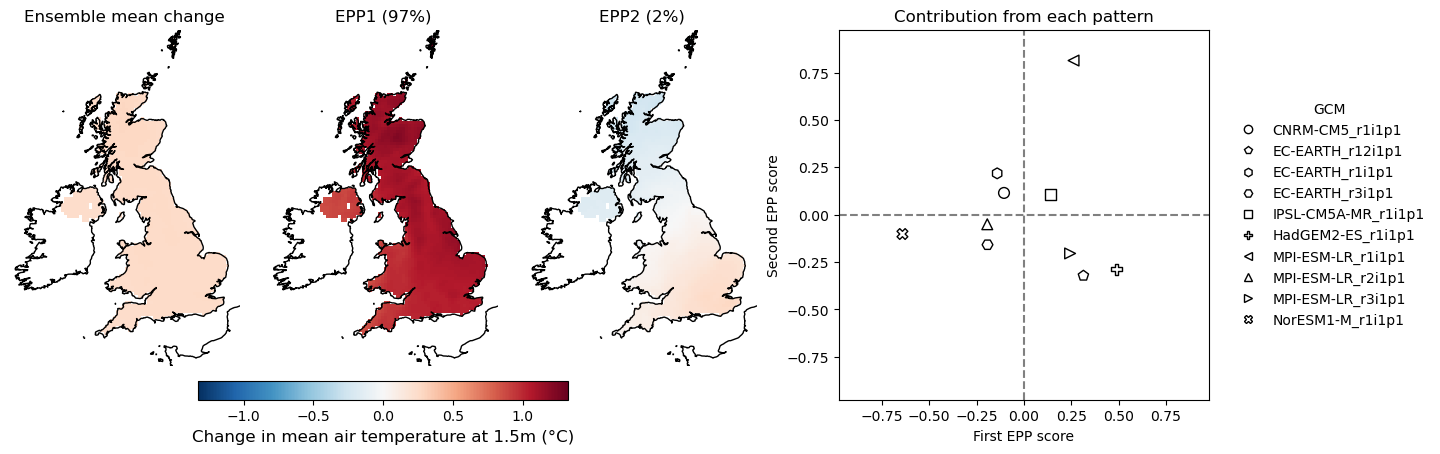 Ensemble mean change
EPP1 (97%)
EPP2 (2%)
Contribution from each pattern
−1.0 −0.5 0.0 0.5 1.0
Change in mean air temperature at 1.5m (°C)
Second EPP score
0.75
0.50
0.25
0.00
−0.25
−0.50
−0.75
−0.75 −0.50 −0.25 0.00 0.25 0.50 0.75
First EPP score
GCM
CNRM-CM5_r1i1p1
EC-EARTH_r12i1p1
EC-EARTH_r1i1p1
EC-EARTH_r3i1p1
IPSL-CM5A-MR_r1i1p1
HadGEM2-ES_r1i1p1
MPI-ESM-LR_r1i1p1
MPI-ESM-LR_r2i1p1
MPI-ESM-LR_r3i1p1
NorESM1-M_r1i1p1